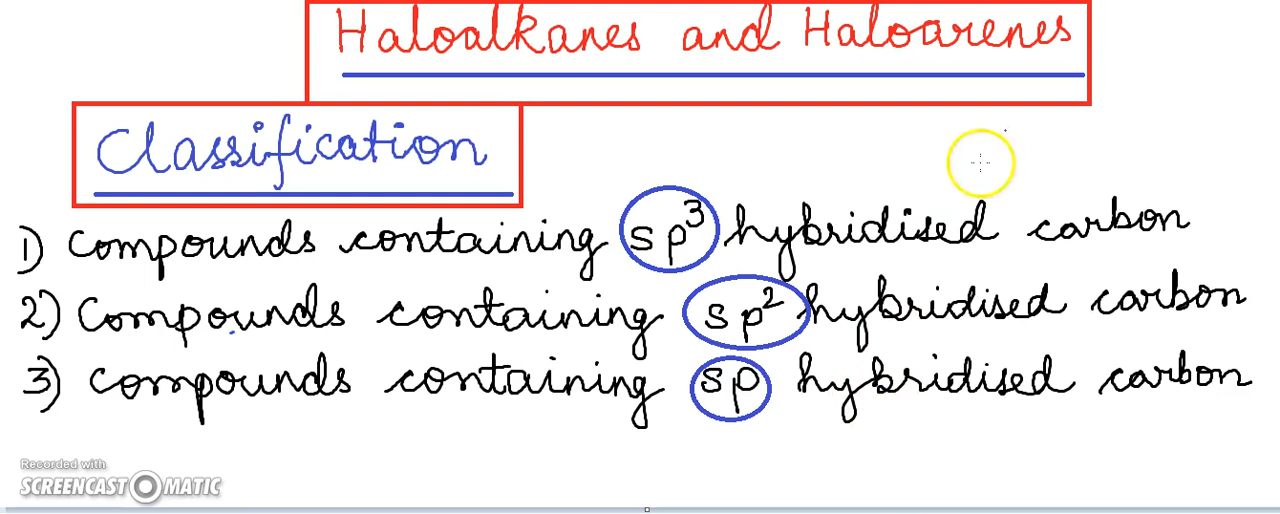 Haloalkanes and Haloarenes
Classification
1) Compounds containing sp³ hybridised carbon
2) Compounds containing sp² hybridised carbon
3) Compounds containing sp hybridised carbon
Recorded with
SCREENCAST O MATIC